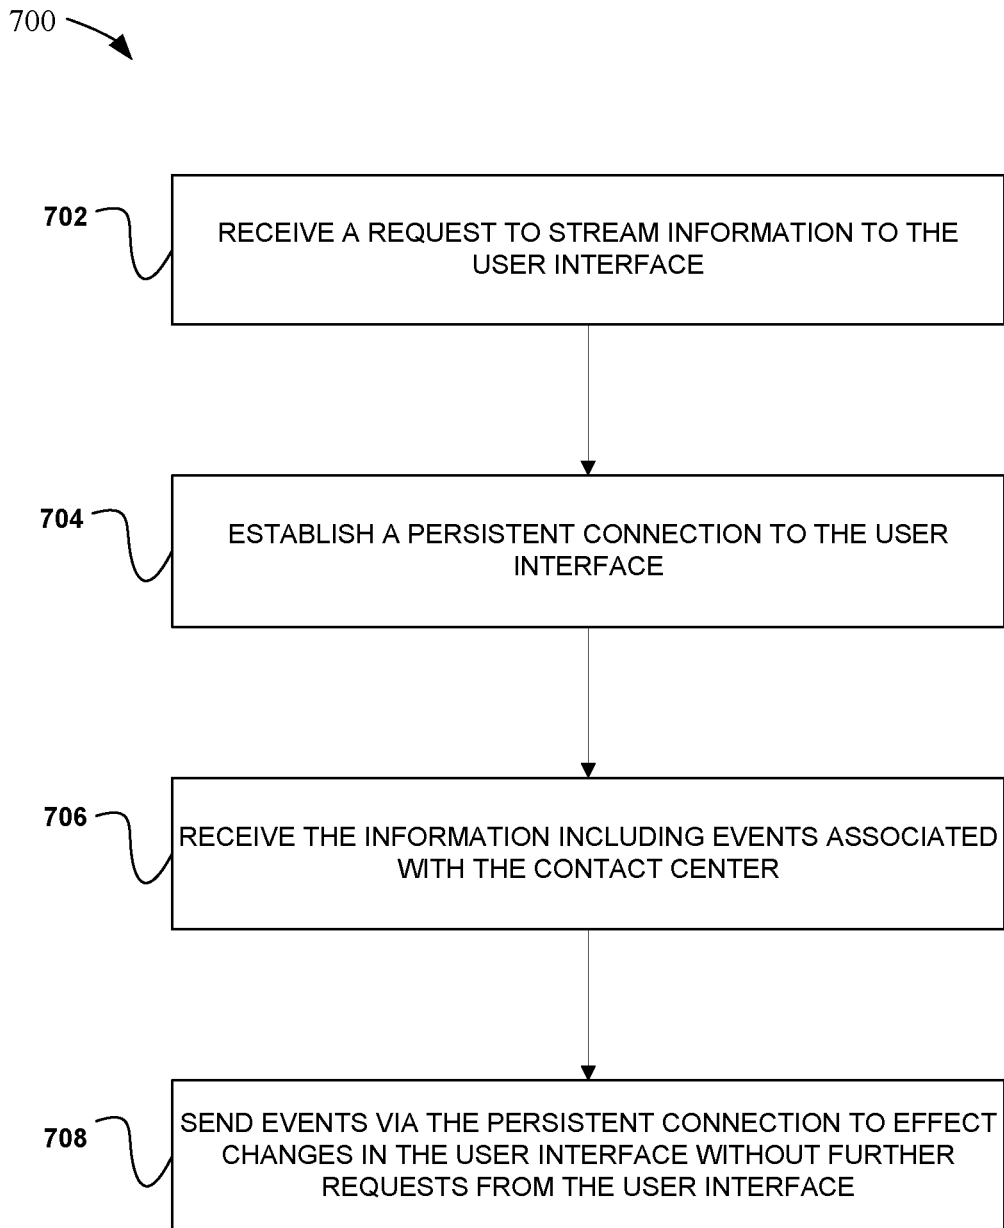 700
702
RECEIVE A REQUEST TO STREAM INFORMATION TO THE
USER INTERFACE
704
ESTABLISH A PERSISTENT CONNECTION TO THE USER
INTERFACE
706
RECEIVE THE INFORMATION INCLUDING EVENTS ASSOCIATED
WITH THE CONTACT CENTER
708
SEND EVENTS VIA THE PERSISTENT CONNECTION TO EFFECT
CHANGES IN THE USER INTERFACE WITHOUT FURTHER
REQUESTS FROM THE USER INTERFACE